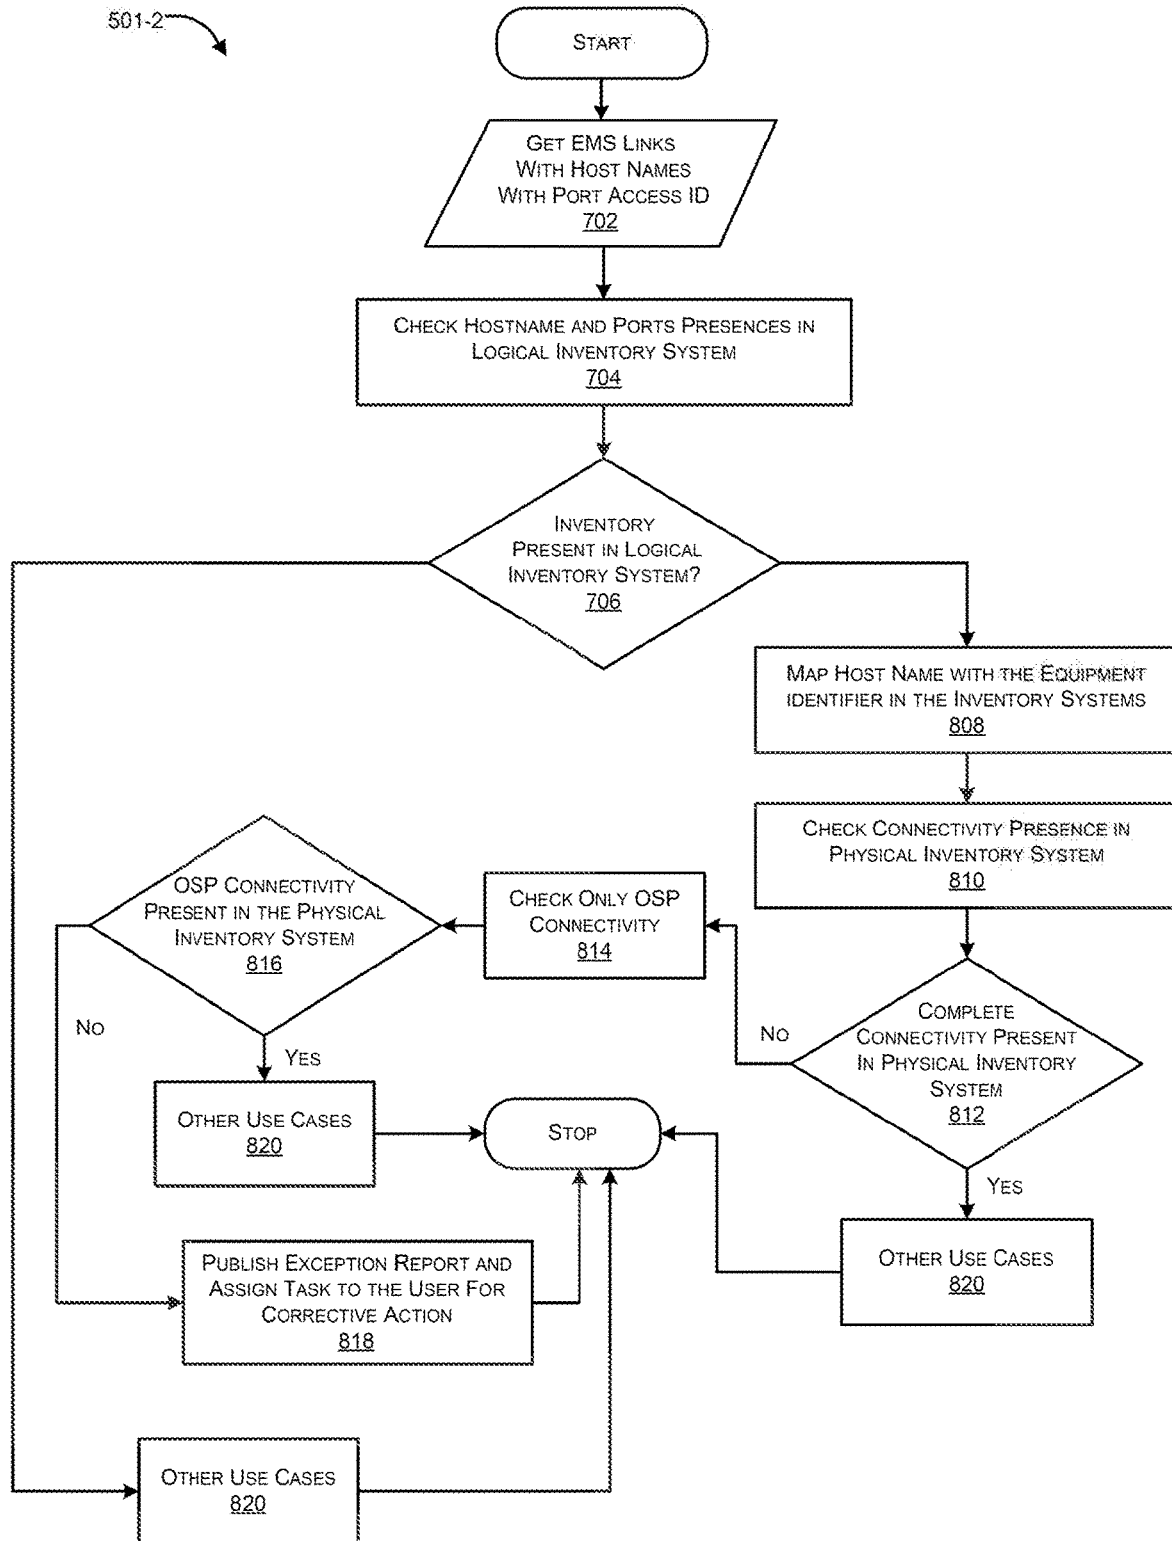 501-2
START
GET EMS LINKS
WITH HOST NAMES
WITH PORT ACCESS ID
702
CHECK HOSTNAME AND PORTS PRESENCES IN
LOGICAL INVENTORY SYSTEM
704
INVENTORY
PRESENT IN LOGICAL
INVENTORY SYSTEM?
706
MAP HOST NAME WITH THE EQUIPMENT
IDENTIFIER IN THE INVENTORY SYSTEMS
808
CHECK CONNECTIVITY PRESENCE IN
PHYSICAL INVENTORY SYSTEM
810
OSP CONNECTIVITY
PRESENT IN THE PHYSICAL
INVENTORY SYSTEM
816
CHECK ONLY OSP
CONNECTIVITY
814
COMPLETE
CONNECTIVITY PRESENT
IN PHYSICAL INVENTORY
SYSTEM
812
NO
NO
YES
OTHER USE CASES
820
STOP
YES
OTHER USE CASES
820
PUBLISH EXCEPTION REPORT AND
ASSIGN TASK TO THE USER FOR
CORRECTIVE ACTION
818
OTHER USE CASES
820